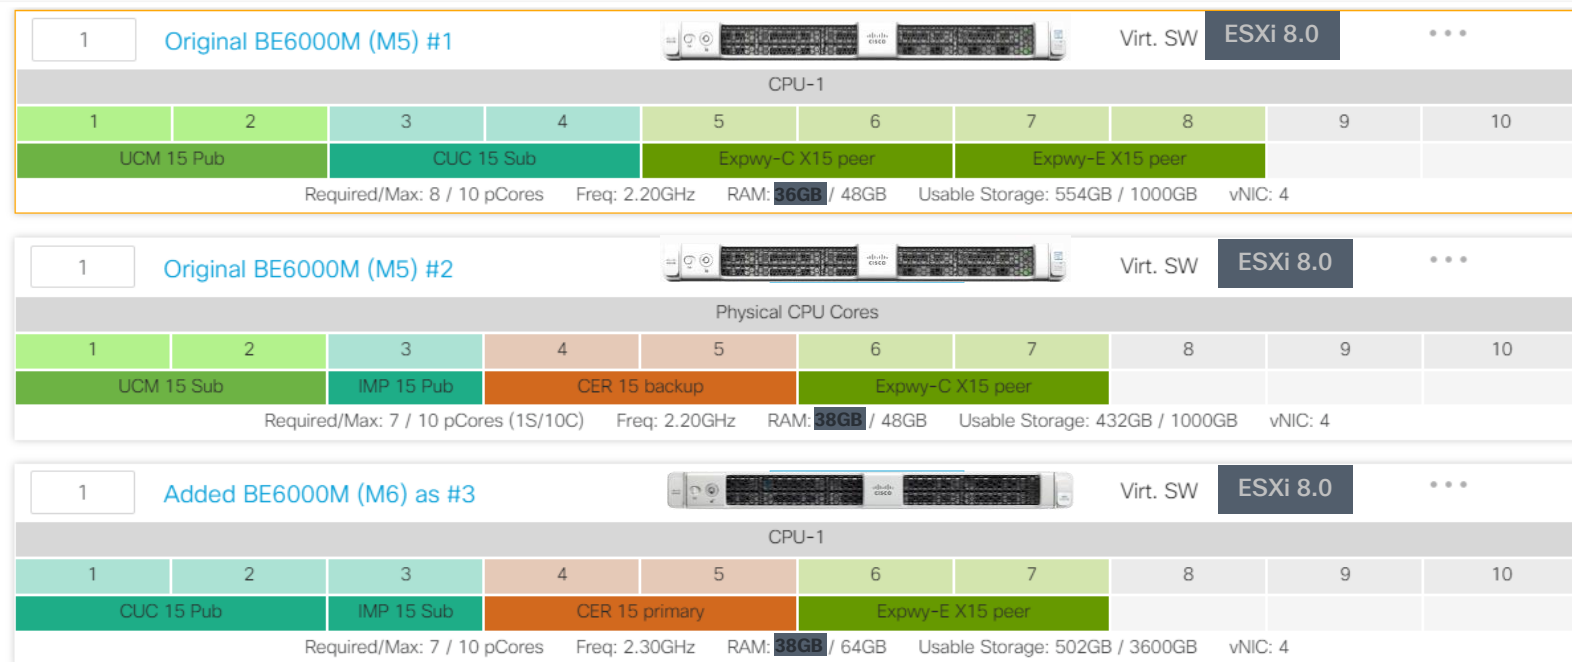 1 Original BE6000M (M5) #1 CISCO Virt. SW ESXi 8.0
CPU-1
1 2 3 4 5 6 7 8 9 10
UCM 15 Pub CUC 15 Sub Expwy-C X15 peer Expwy-E X15 peer
Required/Max: 8 / 10 pCores Freq: 2.20GHz RAM: 36GB / 48GB Usable Storage: 554GB / 1000GB vNIC: 4
1 Original BE6000M (M5) #2 CISCO Virt. SW ESXi 8.0
Physical CPU Cores
1 2 3 4 5 6 7 8 9 10
UCM 15 Sub IMP 15 Pub CER 15 backup Expwy-C X15 peer
Required/Max: 7 / 10 pCores (1S/10C) Freq: 2.20GHz RAM: 38GB / 48GB Usable Storage: 432GB / 1000GB vNIC: 4
1 Added BE6000M (M6) as #3 CISCO Virt. SW ESXi 8.0
CPU-1
1 2 3 4 5 6 7 8 9 10
CUC 15 Pub IMP 15 Sub CER 15 primary Expwy-E X15 peer
Required/Max: 7 / 10 pCores Freq: 2.30GHz RAM: 38GB / 64GB Usable Storage: 502GB / 3600GB vNIC: 4